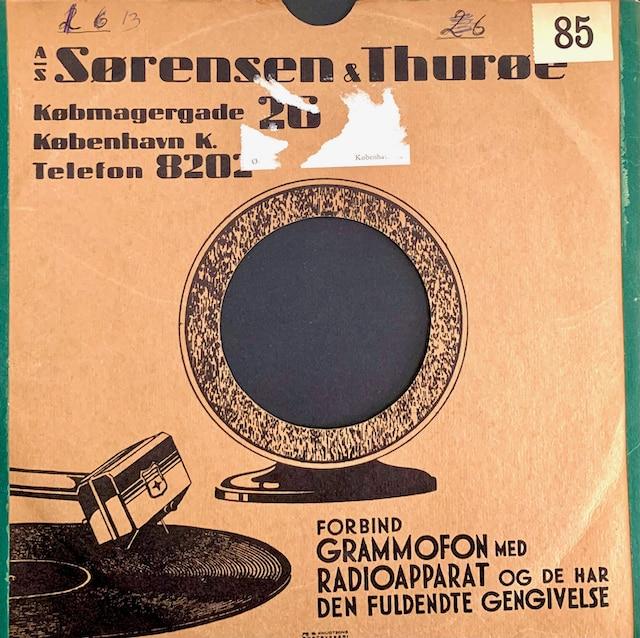 26
85
A/S Sørensen & Thurøe
Købmagergade 26
København K.
Telefon 8202
Ø.
Københa
FORBIND
GRAMMOFON MED
RADIOAPPARAT OG DE HAR
DEN FULDENDTE GENGIVELSE